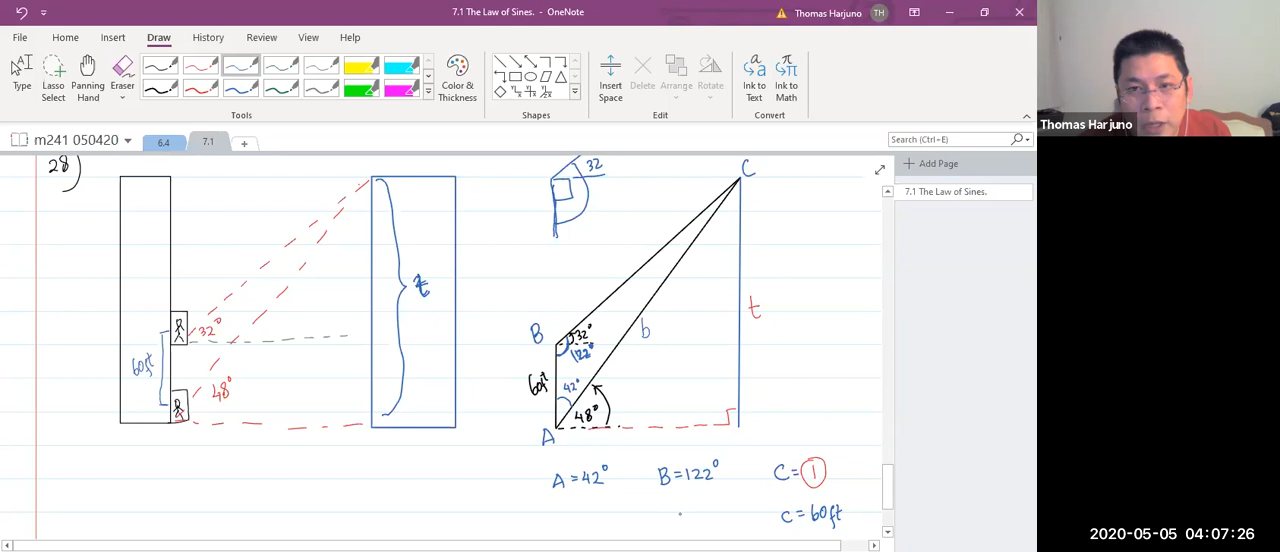 7.1 The Law of Sines. - OneNote
Thomas Harjuno TH
File Home Insert Draw History Review View Help
Type Lasso Select Panning Hand Eraser Color & Thickness Insert Space Delete Arrange Rotate Ink to Text Ink to Math
Tools Shapes Edit Convert
m241 050420 6.4 7.1 Search (Ctrl+E)
Add Page
7.1 The Law of Sines.
28)
32
C
t
t
B 32°
122°
b
32°
60ft
60ft
42°
48°
48°
A
A = 42° B = 122° C = 1
c = 60ft
Thomas Harjuno
2020-05-05 04:07:26